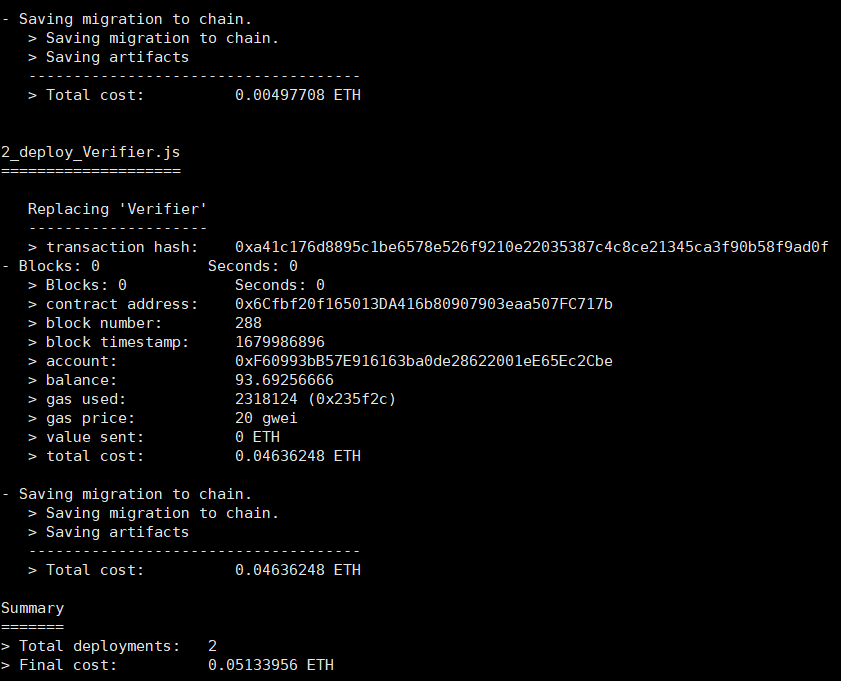 - Saving migration to chain.
   > Saving migration to chain.
   > Saving artifacts
   -------------------------------------
   > Total cost:          0.00497708 ETH
2_deploy_Verifier.js
====================
   Replacing 'Verifier'
   --------------------
   > transaction hash:    0xa41c176d8895c1be6578e526f9210e22035387c4c8ce21345ca3f90b58f9ad0f
- Blocks: 0            Seconds: 0
   > Blocks: 0            Seconds: 0
   > contract address:    0x6Cfbf20f165013DA416b80907903eaa507FC717b
   > block number:        288
   > block timestamp:     1679986896
   > account:             0xF60993bB57E916163ba0de28622001eE65Ec2Cbe
   > balance:             93.69256666
   > gas used:            2318124 (0x235f2c)
   > gas price:           20 gwei
   > value sent:          0 ETH
   > total cost:          0.04636248 ETH
- Saving migration to chain.
   > Saving migration to chain.
   > Saving artifacts
   -------------------------------------
   > Total cost:          0.04636248 ETH
Summary
=======
> Total deployments:   2
> Final cost:          0.05133956 ETH